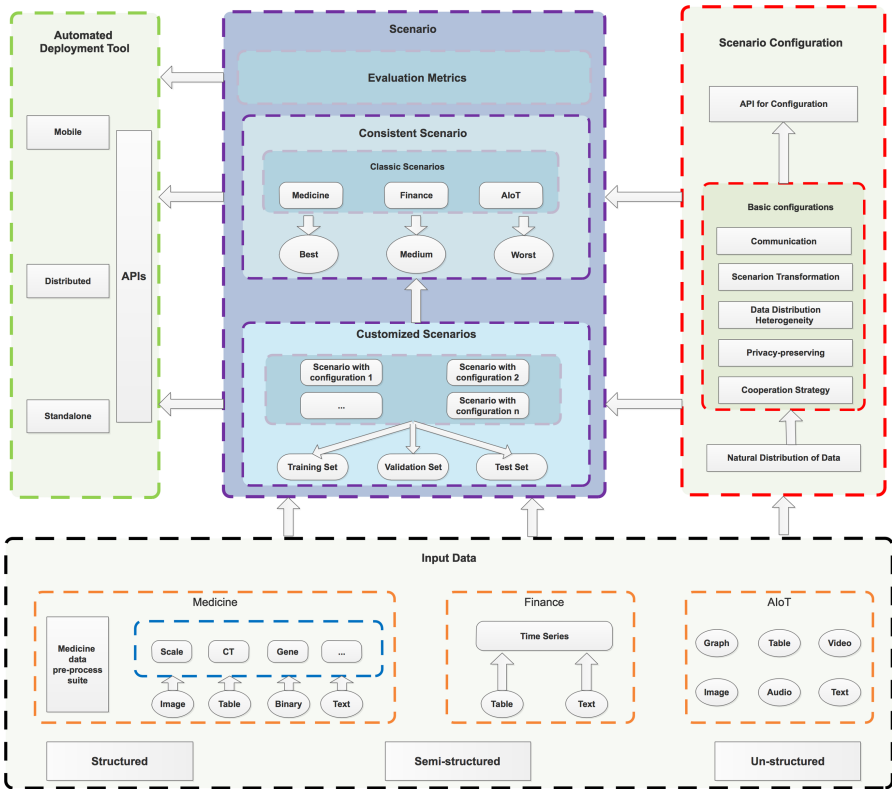 Automated
Deployment Tool
Mobile
Distributed
Standalone
APIs
Scenario
Evaluation Metrics
Consistent Scenario
Classic Scenarios
Medicine
Finance
AIoT
Best
Medium
Worst
Customized Scenarios
Scenario with
configuration 1
Scenario with
configuration 2
...
Scenario with
configuration n
Training Set
Validation Set
Test Set
Scenario Configuration
API for Configuration
Basic configurations
Communication
Scenarion Transformation
Data Distribution
Heterogeneity
Privacy-preserving
Cooperation Strategy
Natural Distribution of Data
Input Data
Medicine
Medicine
data
pre-process
suite
Scale
CT
Gene
...
Image
Table
Binary
Text
Finance
Time Series
Table
Text
AIoT
Graph
Table
Video
Image
Audio
Text
Structured
Semi-structured
Un-structured